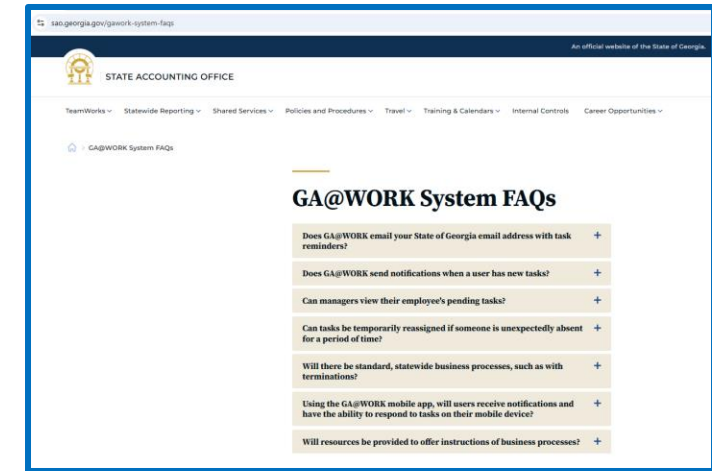 sao.georgia.gov/gawork-system-faqs
An official website of the State of Georgia.
STATE ACCOUNTING OFFICE
TeamWorks Statewide Reporting Shared Services Policies and Procedures Travel Training & Calendars Internal Controls Career Opportunities
GA@WORK System FAQs
GA@WORK System FAQs
Does GA@WORK email your State of Georgia email address with task
reminders?
Does GA@WORK send notifications when a user has new tasks?
Can managers view their employee's pending tasks?
Can tasks be temporarily reassigned if someone is unexpectedly absent
for a period of time?
Will there be standard, statewide business processes, such as with
terminations?
Using the GA@WORK mobile app, will users receive notifications and
have the ability to respond to tasks on their mobile device?
Will resources be provided to offer instructions of business processes?